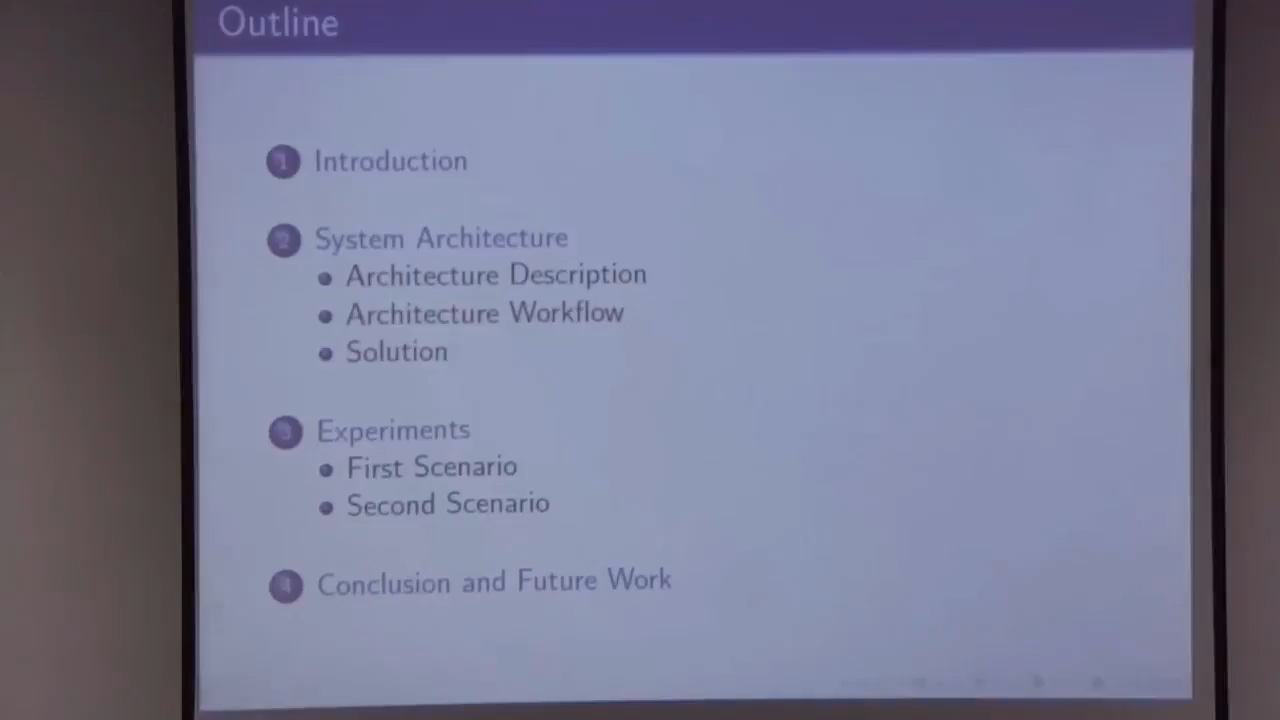 Outline
1 Introduction
2 System Architecture
Architecture Description
Architecture Workflow
Solution
3 Experiments
First Scenario
Second Scenario
4 Conclusion and Future Work